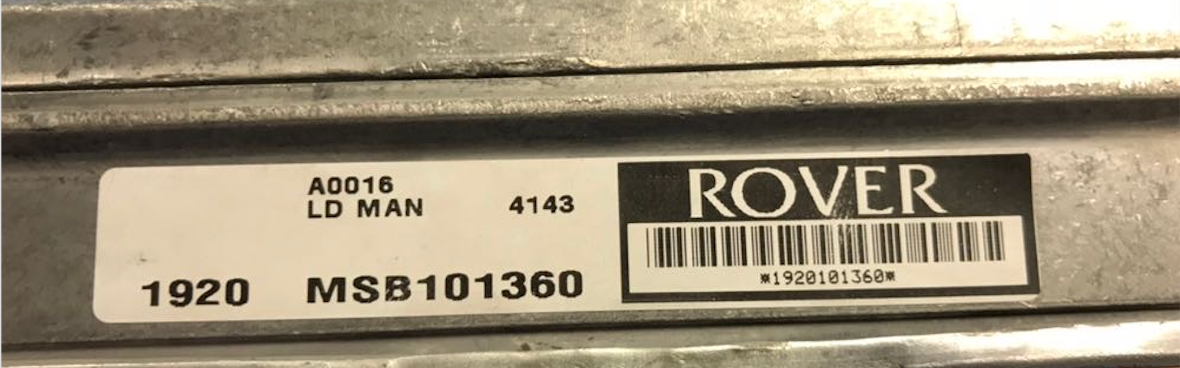 A0016
LD MAN 4143
1920 MSB101360
ROVER
*1920101360*